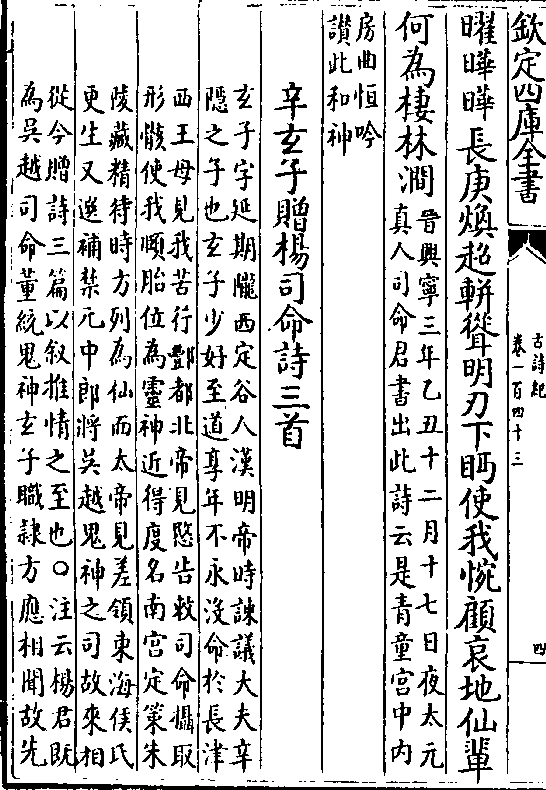 欽定四庫全書
古詩紀
卷一百四十三
四
曜曄曄長庚煥超軿聳明刃下眄使我惋顧哀地仙輩
何為棲林澗
晉興寧三年乙丑十二月十七日夜太元
真人司命君書出此詩云是青童宮中內
房曲恒吟
讚此和神
辛玄子贈楊司命詩三首
玄子字延期隴西定谷人漢明帝時諫議大夫辛
隱之子也玄子少好至道享年不永沒命於長津
西王母見我苦行酆都北帝見愍告敕司命攝取
形骸使我頤胎位為靈神近得度名南宮定策朱
陵藏精待時方列為仙而太帝見差領東海侯氏
更生又選補禁元中郎將吳越鬼神之司故來相
從今贈詩三篇以叙推情之至也○注云楊君既
為吳越司命董統鬼神玄子職隷方應相聞故先